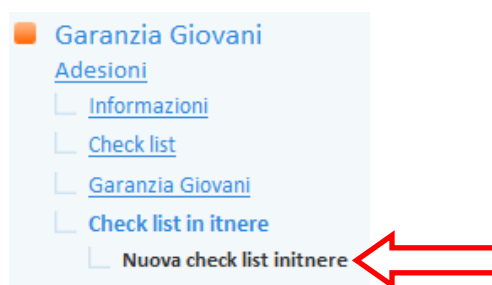 Garanzia Giovani
Adesioni
Informazioni
Check list
Garanzia Giovani
Check list in itnere
Nuova check list initnere